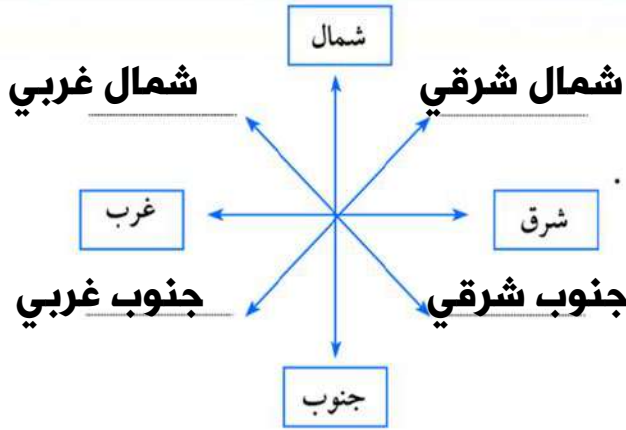 شمال
شمال شرقي
شمال غربي
شرق
غرب
جنوب شرقي
جنوب غربي
جنوب